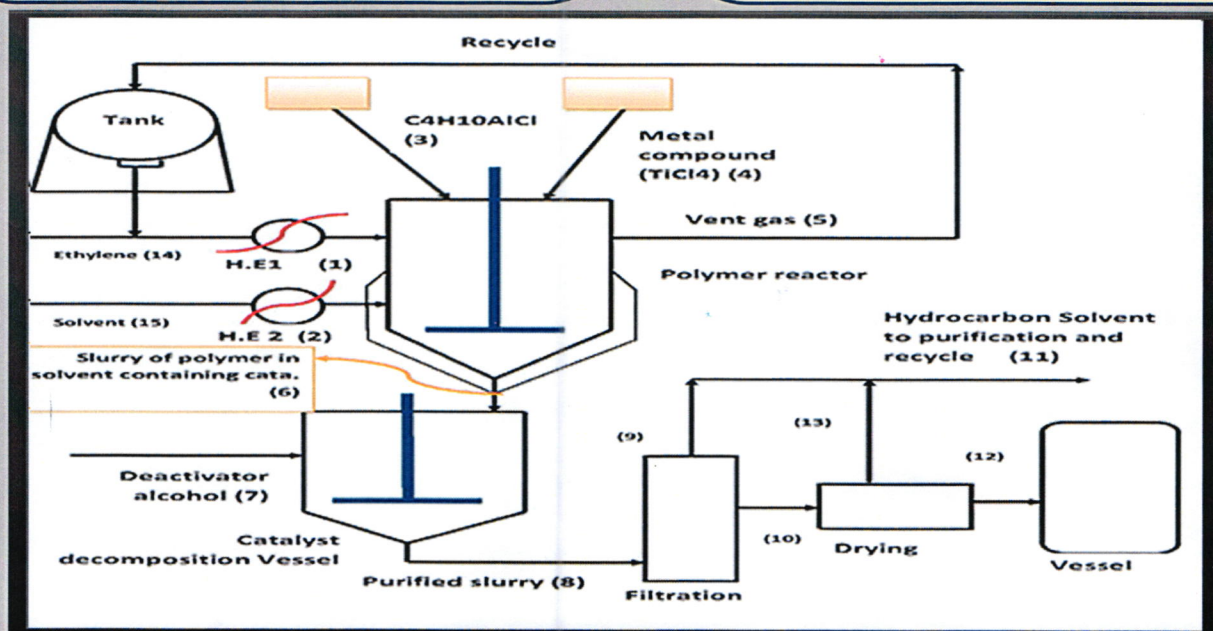 Recycle
Tank
C4H10AlCl
(3)
Metal
compound
(TiCl4) (4)
Vent gas (5)
Ethylene (14)
H.E1 (1)
Polymer reactor
Solvent (15)
H.E 2 (2)
Hydrocarbon Solvent
to purification and
recycle (11)
Slurry of polymer in
solvent containing cata.
(6)
(9)
(13)
(12)
Deactivator
alcohol (7)
Catalyst
decomposition Vessel
(10)
Drying
Vessel
Purified slurry (8)
Filtration